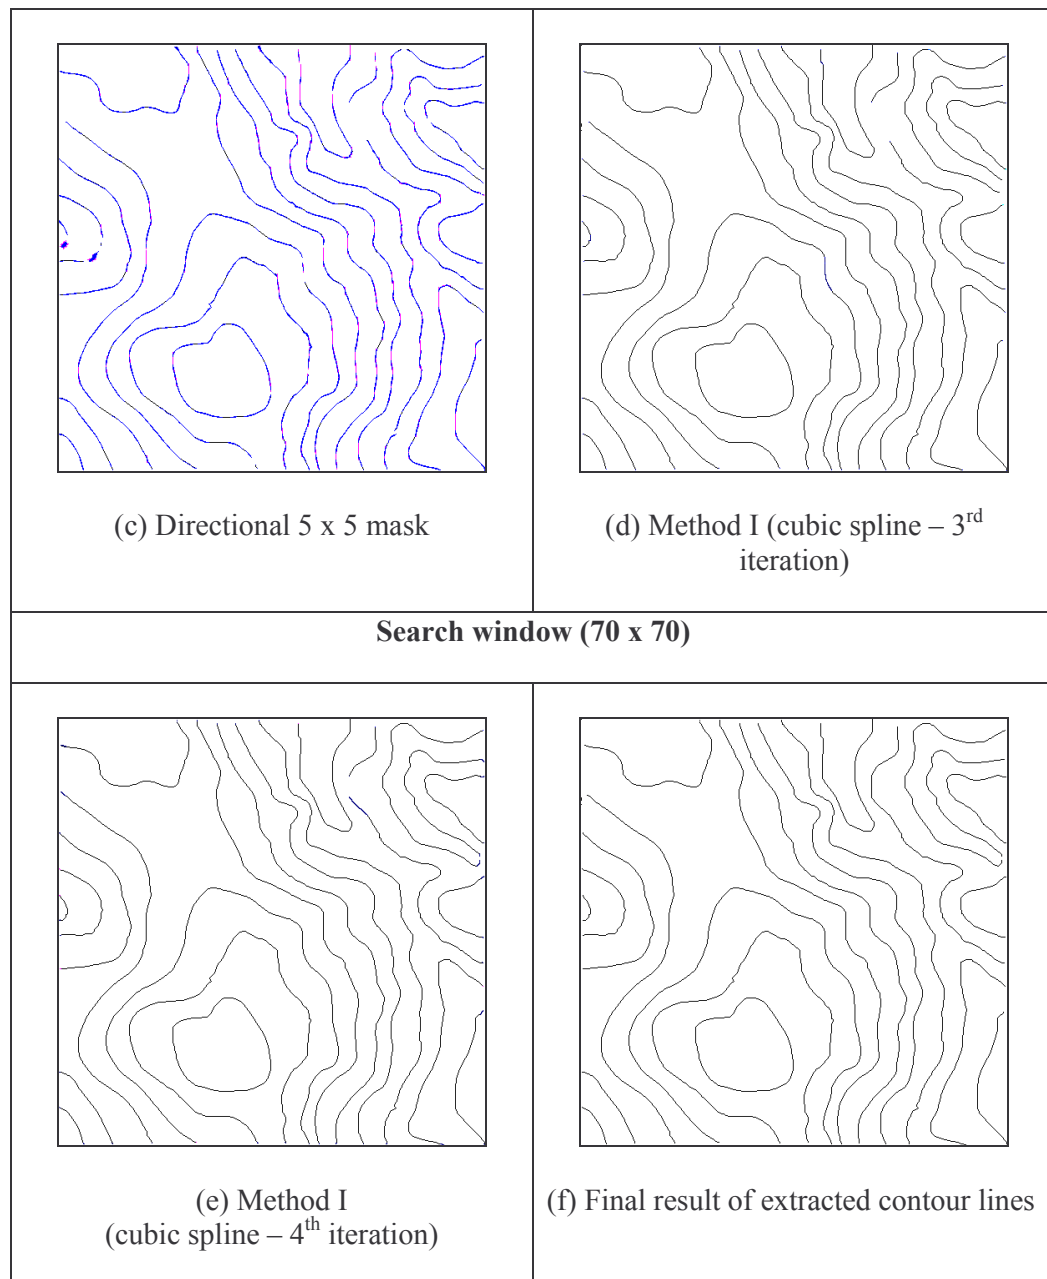 (c) Directional 5 x 5 mask
(d) Method I (cubic spline – 3rd
iteration)
Search window (70 x 70)
(e) Method I
(cubic spline – 4th iteration)
(f) Final result of extracted contour lines